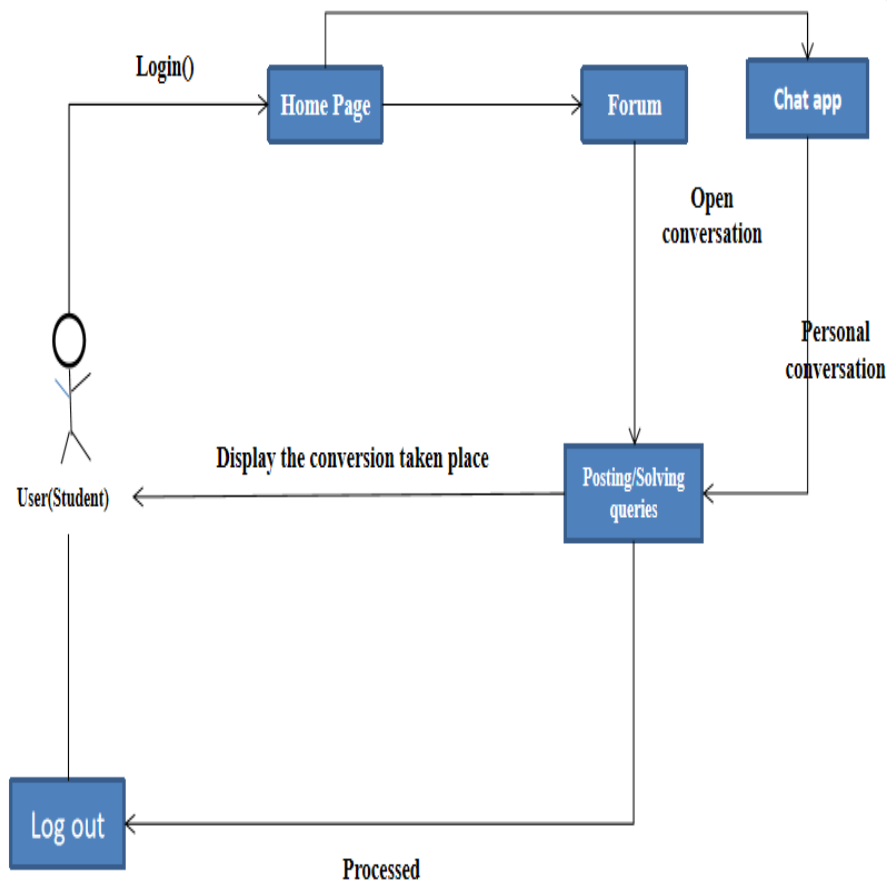 Login()
Home Page
Forum
Chat app
Open
conversation
Personal
conversation
Display the conversion taken place
Posting/Solving
queries
User(Student)
Log out
Processed